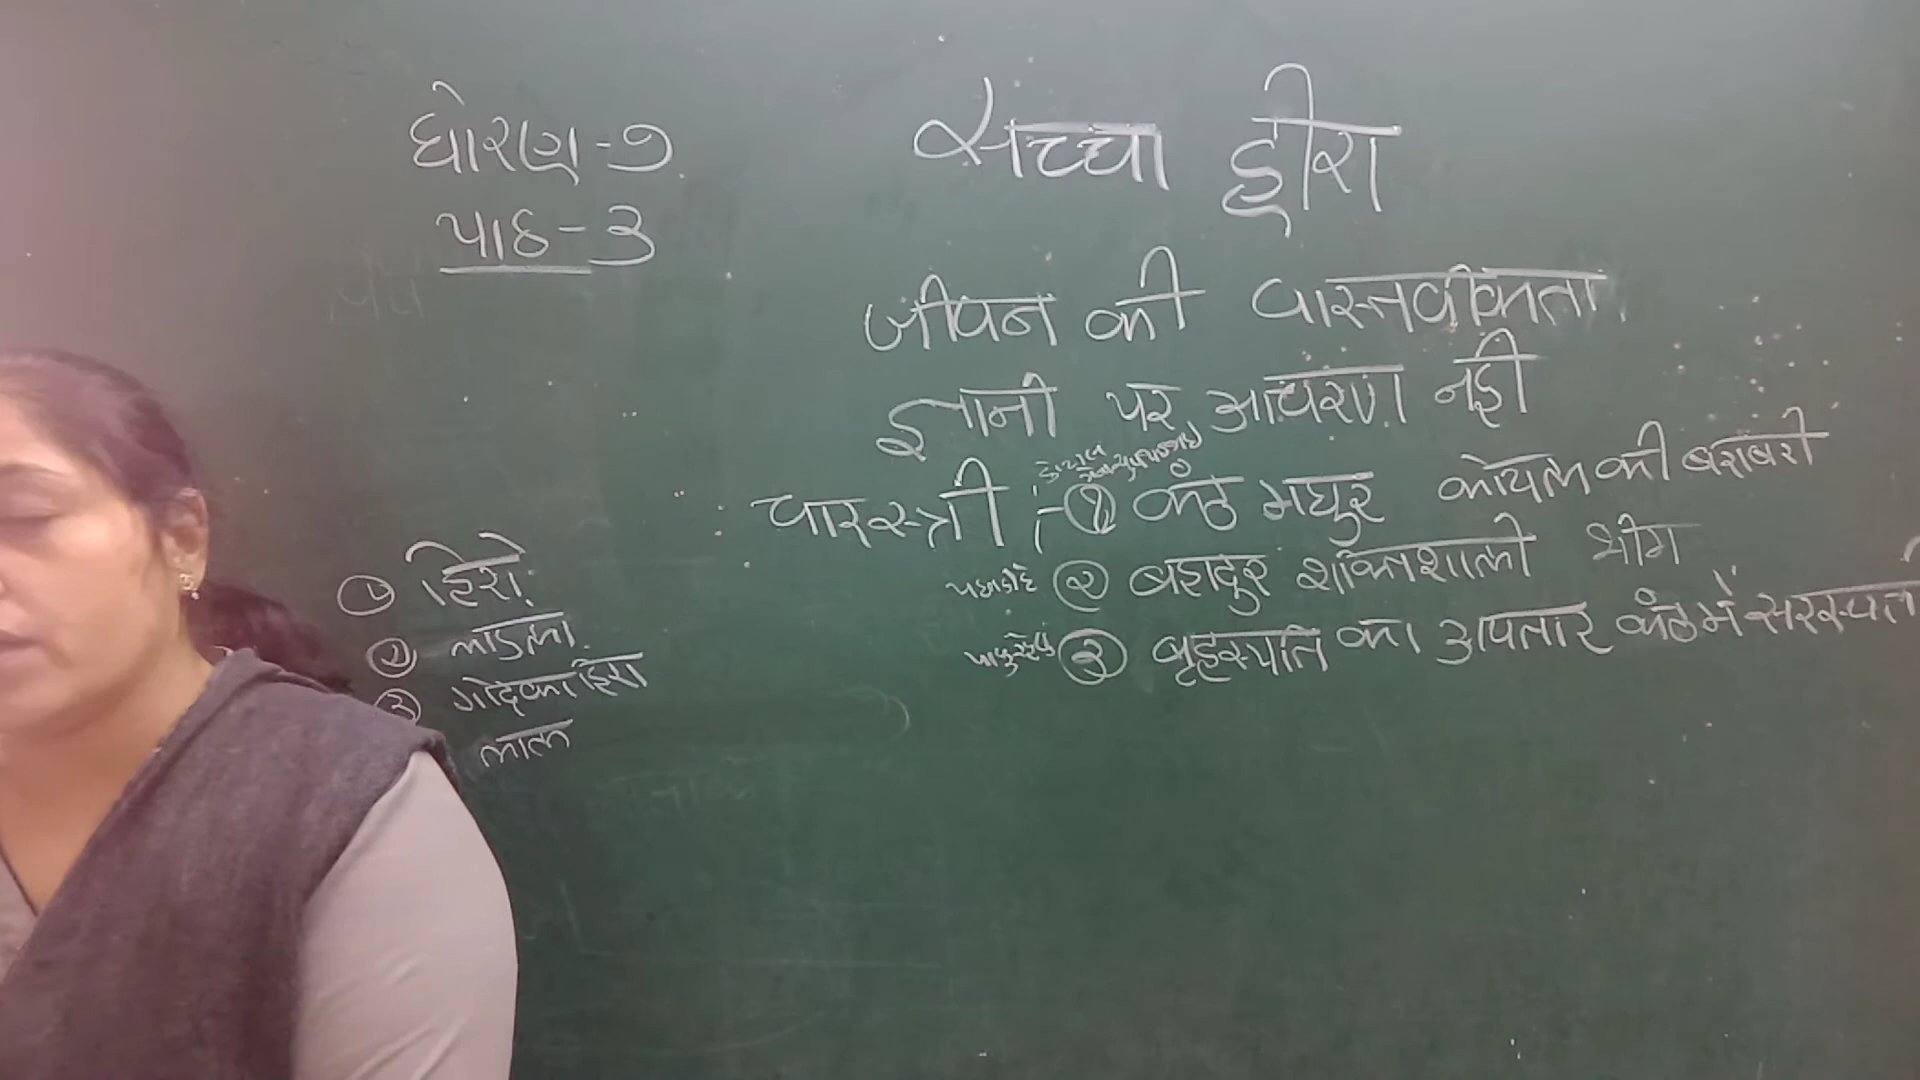 ધોરણ-૭
પાઠ-૩
सच्चा हीरा
जीवन की वास्तवीकता
ज्ञानी पर आचरण नही
चारस्त्री :- ① कंठ मधुर कोयल की बराबरी
② बहादुर शक्तिशाली भीम
③ बृहस्पति का अवतार कंठ में सरस्वती
① हिरो
② लाडला
③ गोदका हिरा
लाल